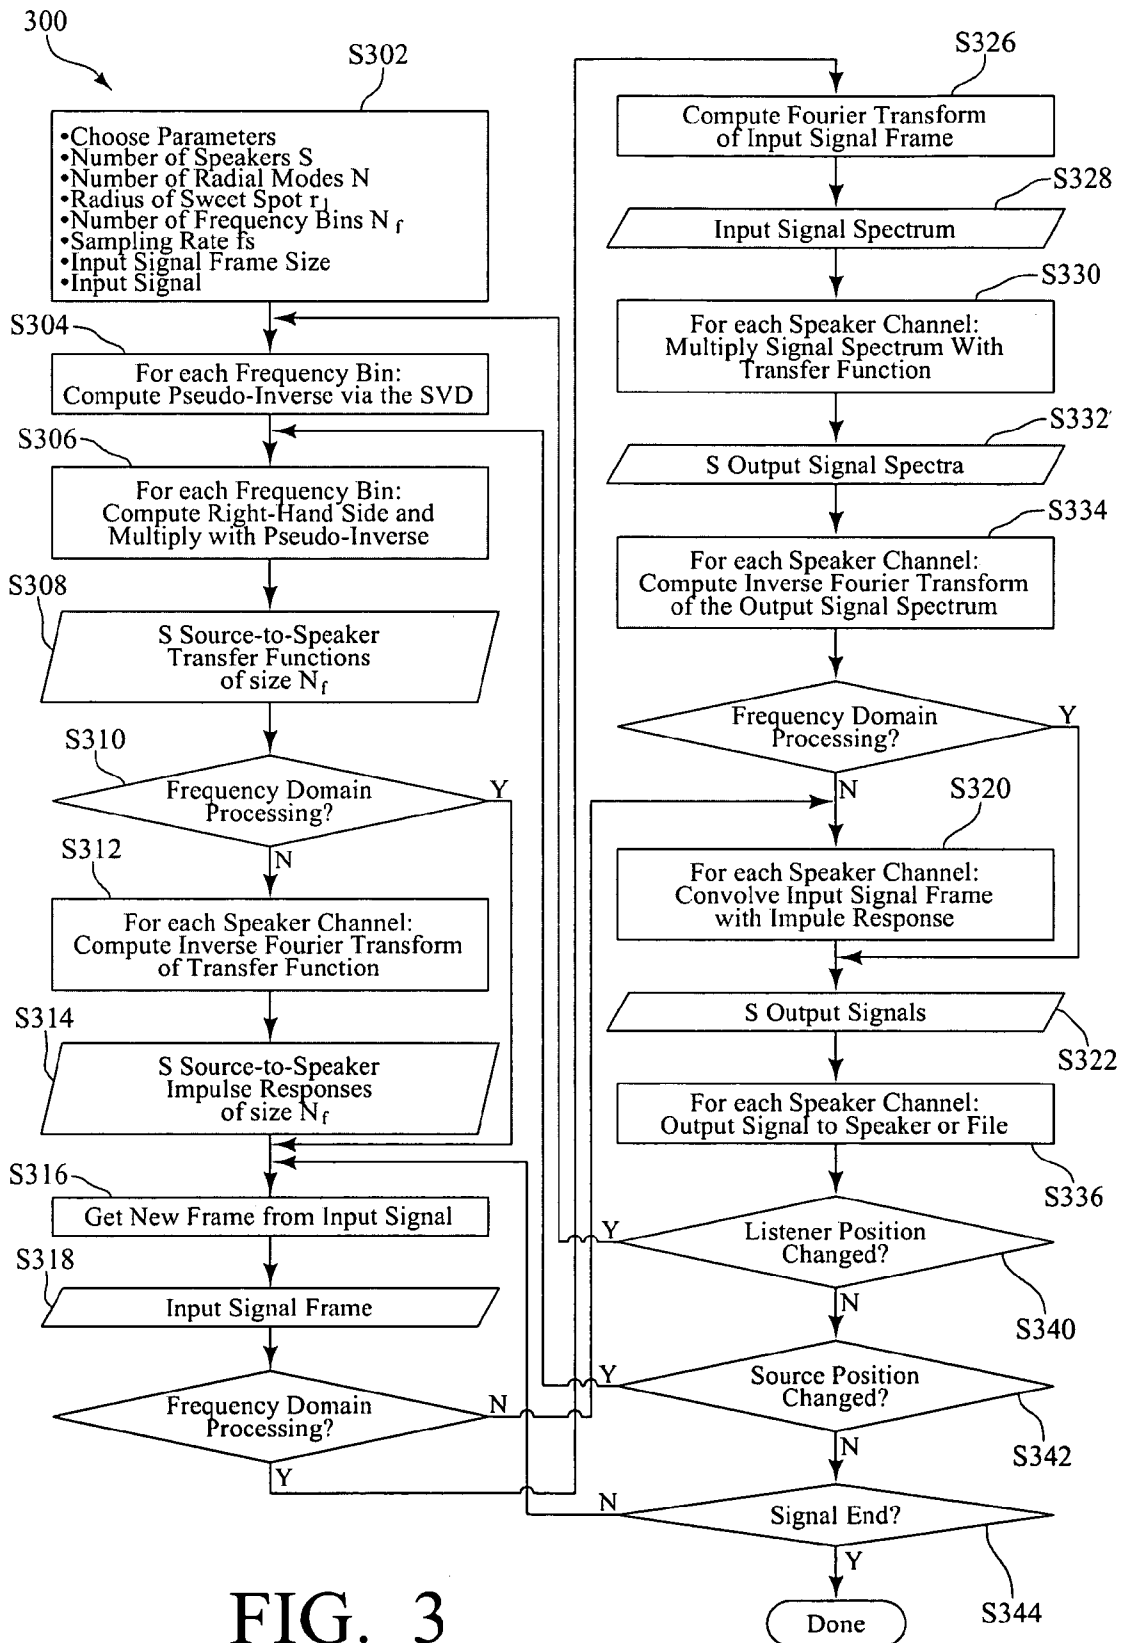 300
S302
•Choose Parameters
•Number of Speakers S
•Number of Radial Modes N
•Radius of Sweet Spot r1
•Number of Frequency Bins Nf
•Sampling Rate fs
•Input Signal Frame Size
•Input Signal
S304
For each Frequency Bin:
Compute Pseudo-Inverse via the SVD
S306
For each Frequency Bin:
Compute Right-Hand Side and
Multiply with Pseudo-Inverse
S308
S Source-to-Speaker
Transfer Functions
of size Nf
S310
Frequency Domain
Processing?
Y
N
S312
For each Speaker Channel:
Compute Inverse Fourier Transform
of Transfer Function
S314
S Source-to-Speaker
Impulse Responses
of size Nf
S316
Get New Frame from Input Signal
S318
Input Signal Frame
Frequency Domain
Processing?
N
Y
S326
Compute Fourier Transform
of Input Signal Frame
S328
Input Signal Spectrum
S330
For each Speaker Channel:
Multiply Signal Spectrum With
Transfer Function
S332
S Output Signal Spectra
S334
For each Speaker Channel:
Compute Inverse Fourier Transform
of the Output Signal Spectrum
Frequency Domain
Processing?
Y
N
S320
For each Speaker Channel:
Convolve Input Signal Frame
with Impule Response
S Output Signals
S322
For each Speaker Channel:
Output Signal to Speaker or File
S336
Y
Listener Position
Changed?
N
S340
Y
Source Position
Changed?
N
S342
N
Signal End?
Y
S344
Done
FIG. 3